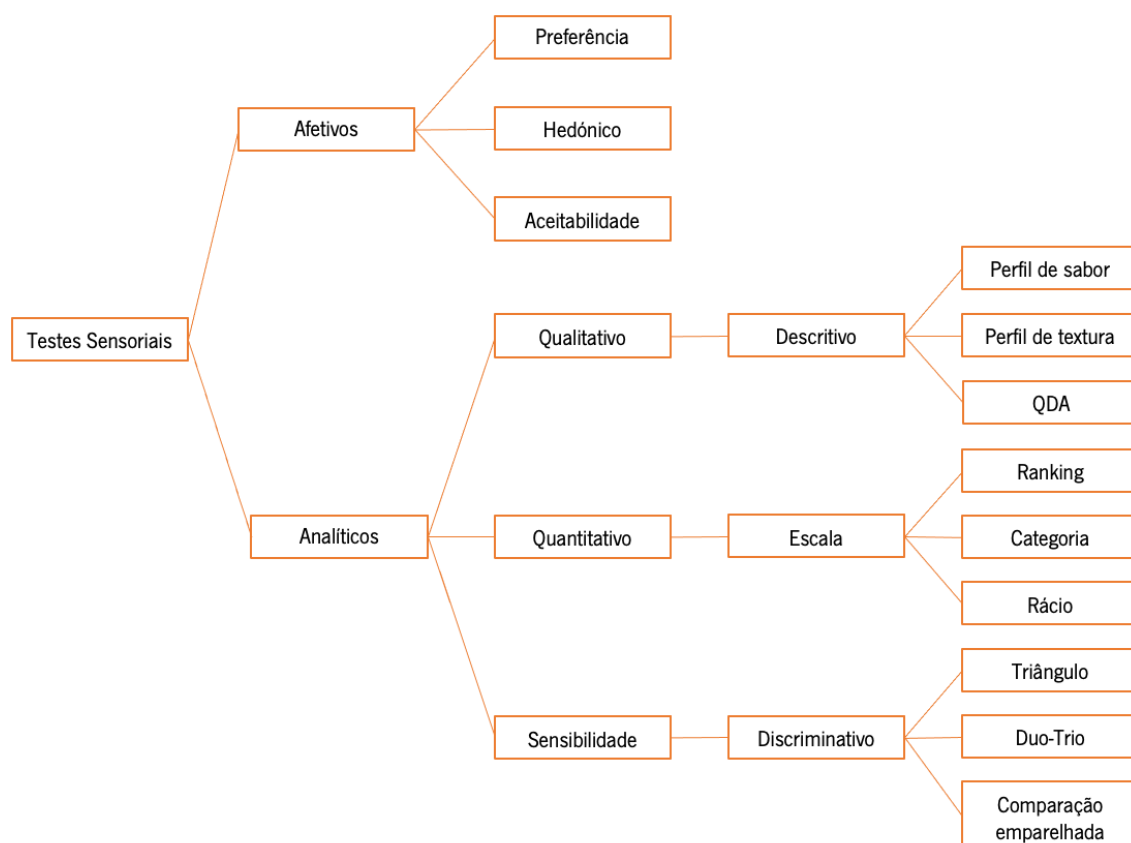 Preferência
Afetivos
Hedónico
Aceitabilidade
Testes Sensoriais
Perfil de sabor
Qualitativo
Descritivo
Perfil de textura
QDA
Ranking
Analíticos
Quantitativo
Escala
Categoria
Rácio
Triângulo
Sensibilidade
Discriminativo
Duo-Trio
Comparação
emparelhada